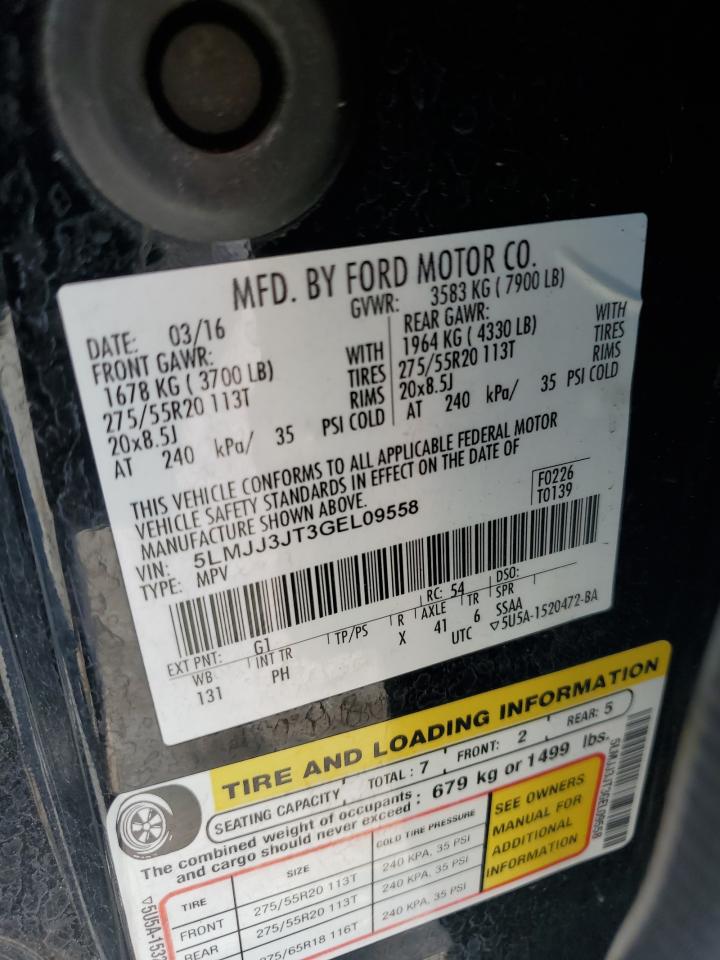 MFD. BY FORD MOTOR CO.
DATE: 03/16
GVWR: 3583 KG ( 7900 LB)
FRONT GAWR:
1678 KG ( 3700 LB) WITH
275/55R20 113T TIRES
20x8.5J RIMS
AT 240 kPa/ 35 PSI COLD
REAR GAWR:
1964 KG ( 4330 LB) WITH
275/55R20 113T TIRES
20x8.5J RIMS
AT 240 kPa/ 35 PSI COLD
THIS VEHICLE CONFORMS TO ALL APPLICABLE FEDERAL MOTOR
VEHICLE SAFETY STANDARDS IN EFFECT ON THE DATE OF
MANUFACTURE SHOWN ABOVE.
VIN: 5LMJJ3JT3GEL09558
TYPE: MPV
F0226
T0139
EXT PNT: G1 RC: 54 DSO:
WB INT TR TP/PS R AXLE TR SPR
131 PH X 41 6 SSAA
UTC ▽5U5A-1520472-BA
TIRE AND LOADING INFORMATION
SEATING CAPACITY TOTAL : 7 FRONT: 2 REAR: 5
The combined weight of occupants
and cargo should never exceed : 679 kg or 1499 lbs.
TIRE SIZE COLD TIRE PRESSURE
FRONT 275/55R20 113T 240 KPA, 35 PSI
REAR 275/55R20 113T 240 KPA, 35 PSI
275/65R18 116T 240 KPA, 35 PSI
SEE OWNERS
MANUAL FOR
ADDITIONAL
INFORMATION
5LMJJ3JT3GEL09558